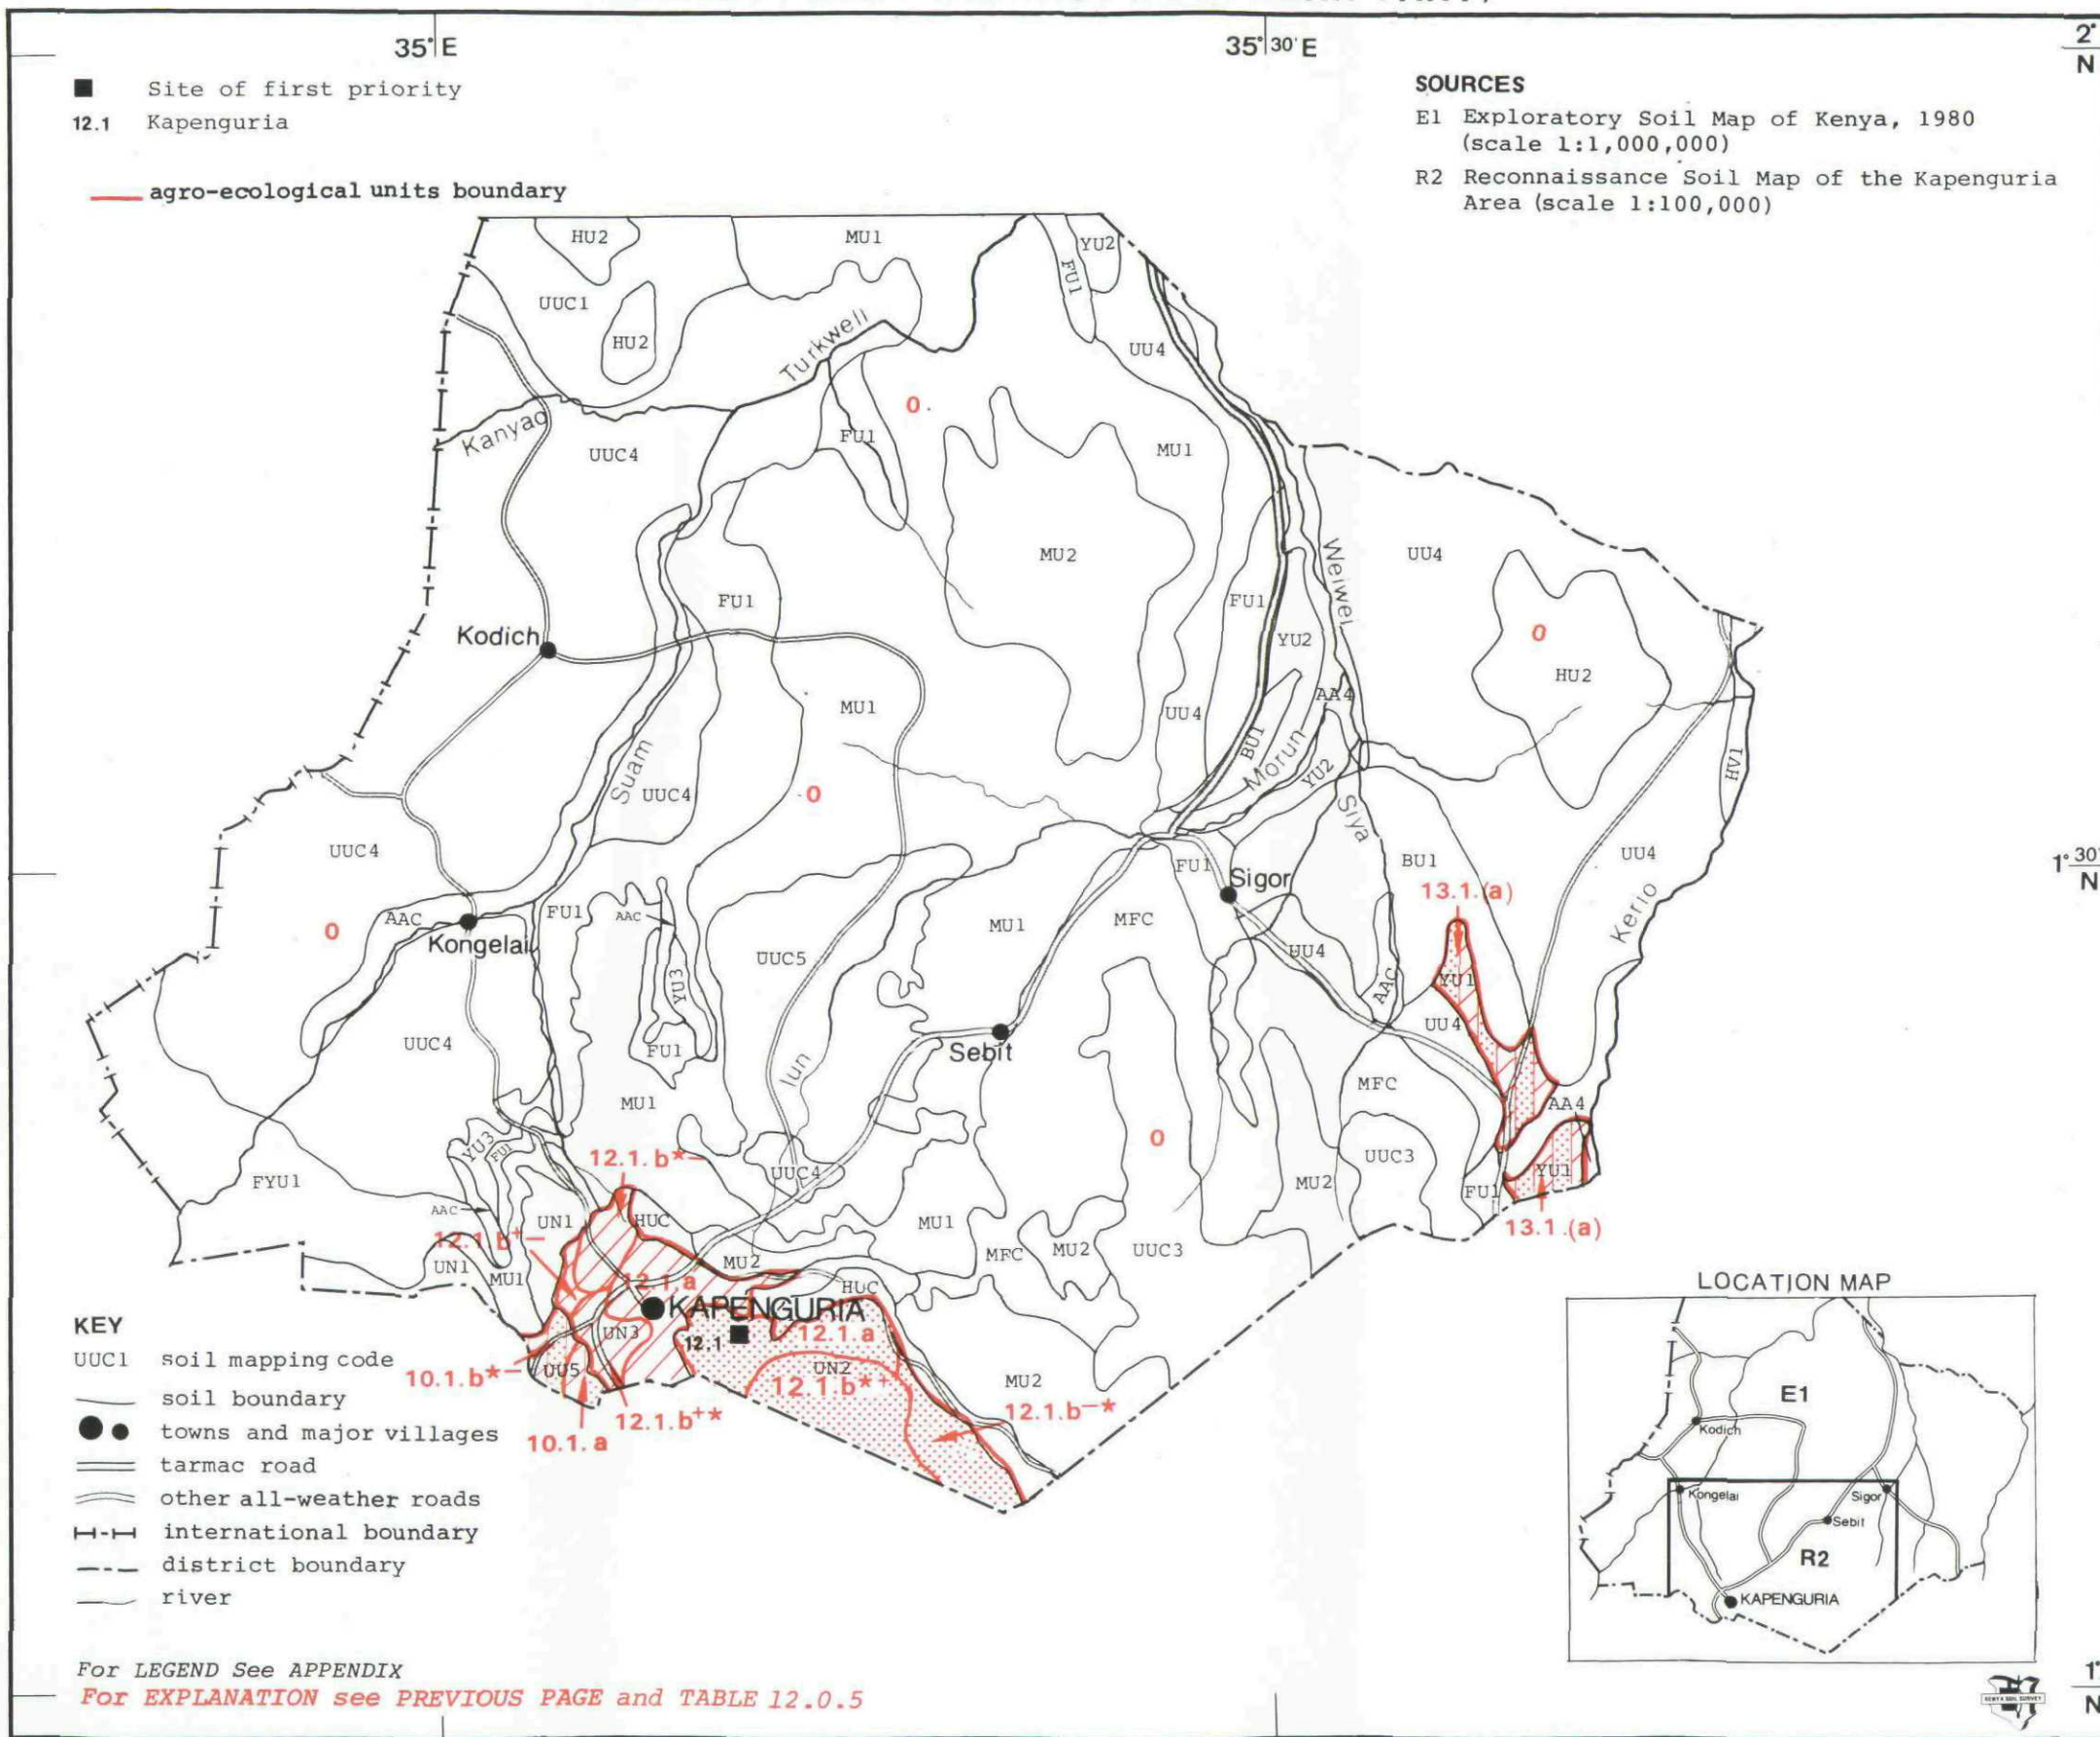 35°E
35°30'E
2°
N
■ Site of first priority
12.1 Kapenguria
agro-ecological units boundary
SOURCES
E1 Exploratory Soil Map of Kenya, 1980
(scale 1:1,000,000)
R2 Reconnaissance Soil Map of the Kapenguria
Area (scale 1:100,000)
HU2
MU1
YU2
FU1
UUC1
HU2
Turkwell
UU4
0
Kanyao
UUC4
FU1
MU1
MU2
Weiwei
UU4
FU1
FU1
Kodich
YU2
0
HU2
MU1
AA4
UU4
Suam
UUC4
0
BU1
Morun
YU2
Siya
HV1
UUC4
BU1
UU4
1°30'
N
FU1
Sigor
13.1.(a)
0
AAC
FU1
AAC
MU1
MFC
Kerio
Kongelai
UU4
UUC5
YU3
AAC
YU1
UUC4
FU1
Sebit
UU4
Iun
MFC
MU1
AA4
YU3
FU1
0
12.1.b*–
UUC4
UUC3
YU1
FYU1
MU2
FU1
AAC
UN1
HUC
MU1
13.1.(a)
12.1.b+–
UN1
MU1
MU2
MFC
MU2
UUC3
12.1.a
HUC
KAPENGURIA
12.1
12.1.a
UN3
UN2
10.1.b*–
UU5
12.1.b*+
MU2
12.1.b+*
12.1.b–*
10.1.a
KEY
UUC1 soil mapping code
soil boundary
towns and major villages
tarmac road
other all-weather roads
international boundary
district boundary
river
LOCATION MAP
E1
Kodich
Kongelai
Sigor
Sebit
R2
KAPENGURIA
For LEGEND See APPENDIX
For EXPLANATION see PREVIOUS PAGE and TABLE 12.0.5
KENYA SOIL SURVEY
1°
N